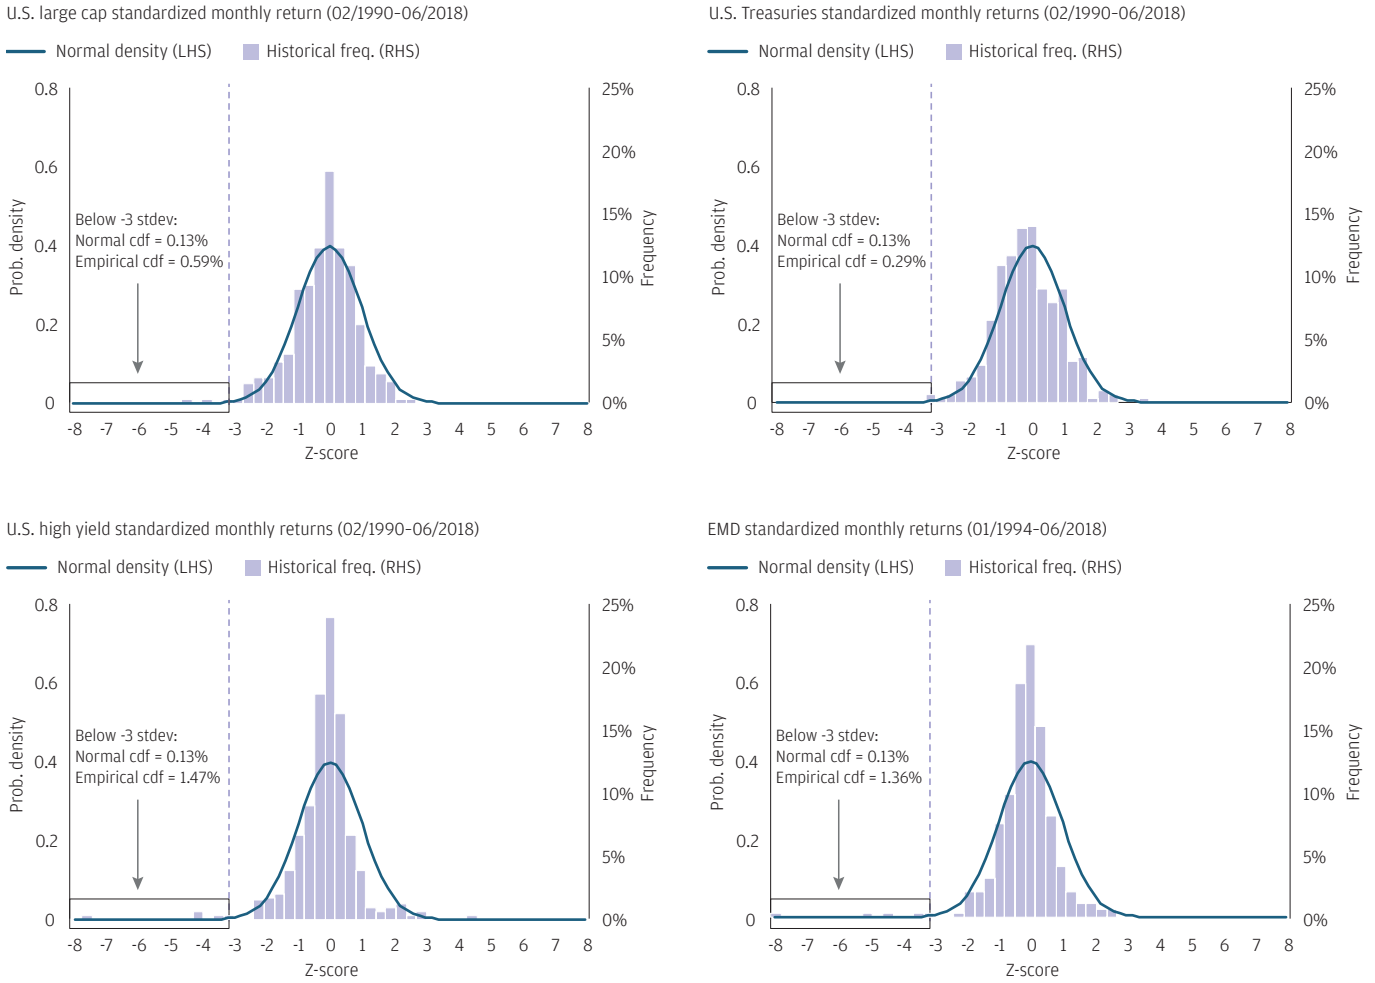 U.S. large cap standardized monthly return (02/1990–06/2018)
Normal density (LHS) Historical freq. (RHS)
0.8
0.6
0.4
0.2
0
Prob. density
25%
20%
15%
10%
5%
0%
Frequency
Below -3 stdev:
Normal cdf = 0.13%
Empirical cdf = 0.59%
-8 -7 -6 -5 -4 -3 -2 -1 0 1 2 3 4 5 6 7 8
Z-score
U.S. Treasuries standardized monthly returns (02/1990–06/2018)
Normal density (LHS) Historical freq. (RHS)
0.8
0.6
0.4
0.2
0
Prob. density
25%
20%
15%
10%
5%
0%
Frequency
Below -3 stdev:
Normal cdf = 0.13%
Empirical cdf = 0.29%
-8 -7 -6 -5 -4 -3 -2 -1 0 1 2 3 4 5 6 7 8
Z-score
U.S. high yield standardized monthly returns (02/1990–06/2018)
Normal density (LHS) Historical freq. (RHS)
0.8
0.6
0.4
0.2
0
Prob. density
25%
20%
15%
10%
5%
0%
Frequency
Below -3 stdev:
Normal cdf = 0.13%
Empirical cdf = 1.47%
-8 -7 -6 -5 -4 -3 -2 -1 0 1 2 3 4 5 6 7 8
Z-score
EMD standardized monthly returns (01/1994–06/2018)
Normal density (LHS) Historical freq. (RHS)
0.8
0.6
0.4
0.2
0
Prob. density
25%
20%
15%
10%
5%
0%
Frequency
Below -3 stdev:
Normal cdf = 0.13%
Empirical cdf = 1.36%
-8 -7 -6 -5 -4 -3 -2 -1 0 1 2 3 4 5 6 7 8
Z-score